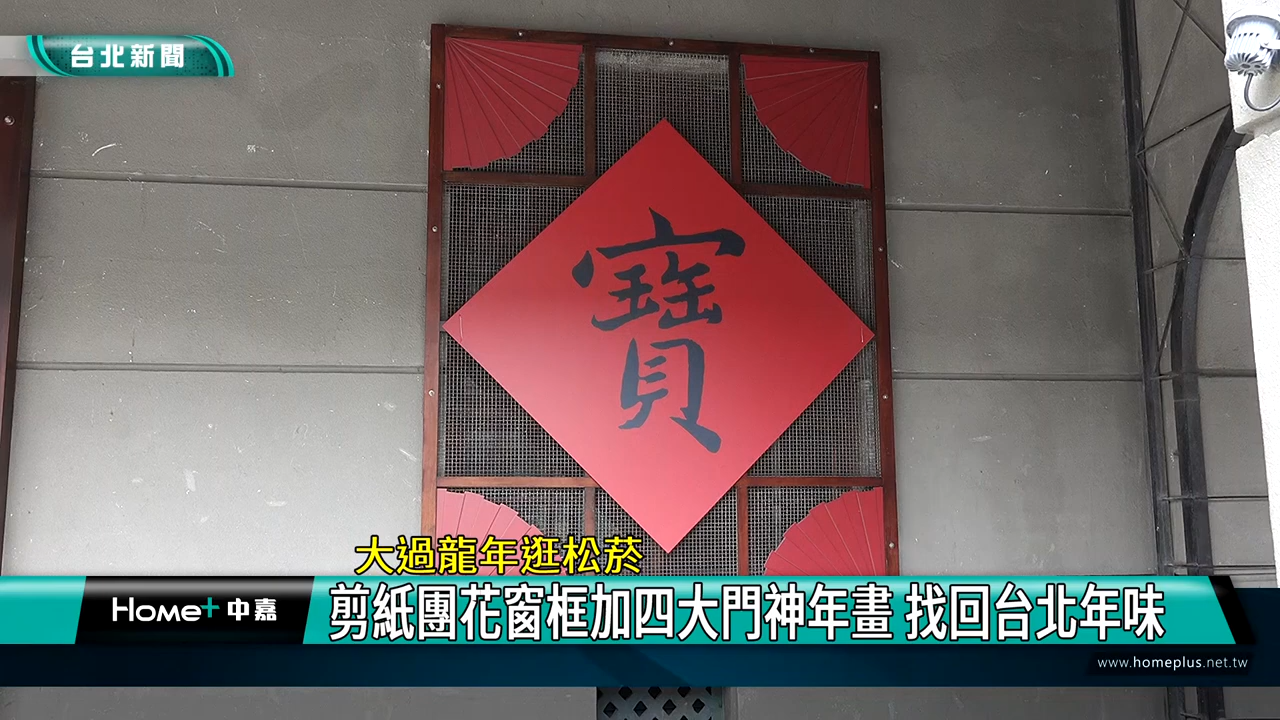 台北新聞
寶
大過龍年逛松菸
Home+ 中嘉
剪紙團花窗框加四大門神年畫 找回台北年味
www.homeplus.net.tw